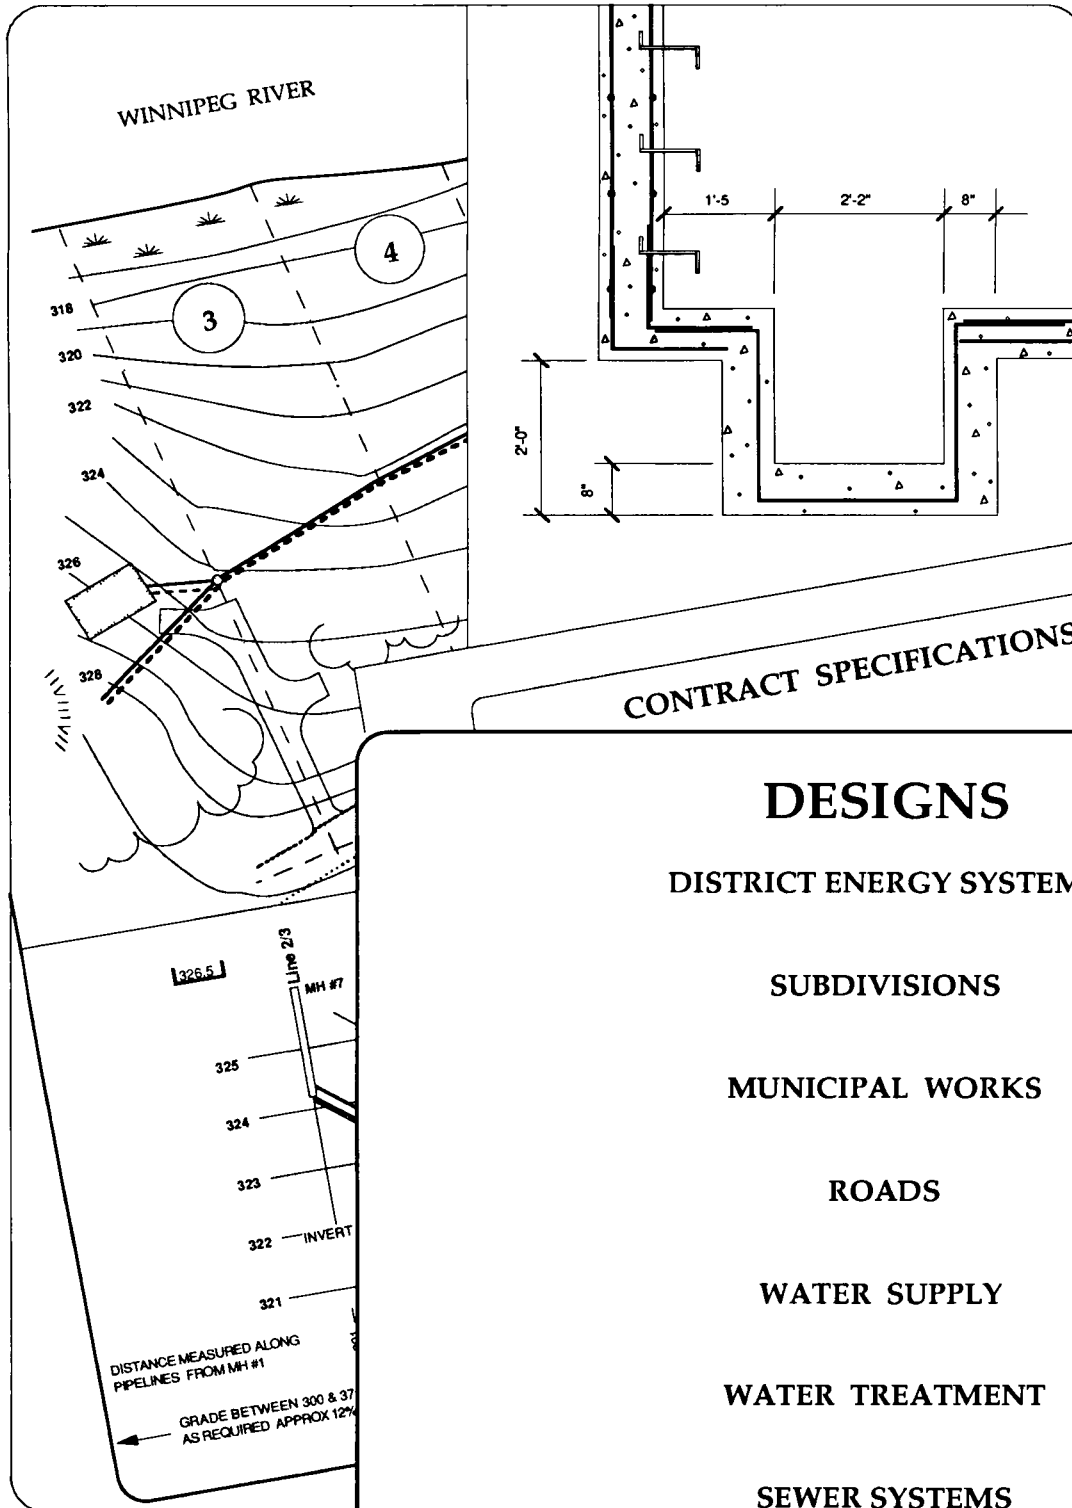 WINNIPEG RIVER
1'-5
2'-2"
8"
4
3
318
320
322
324
326
328
2'-0"
8"
CONTRACT SPECIFICATIONS
DESIGNS
DISTRICT ENERGY SYSTEM
SUBDIVISIONS
MUNICIPAL WORKS
ROADS
WATER SUPPLY
WATER TREATMENT
SEWER SYSTEMS
326.5
Line 2/3
MH #7
325
324
323
322
INVERT
321
DISTANCE MEASURED ALONG
PIPELINES FROM MH #1
GRADE BETWEEN 300 & 37
AS REQUIRED APPROX 12%